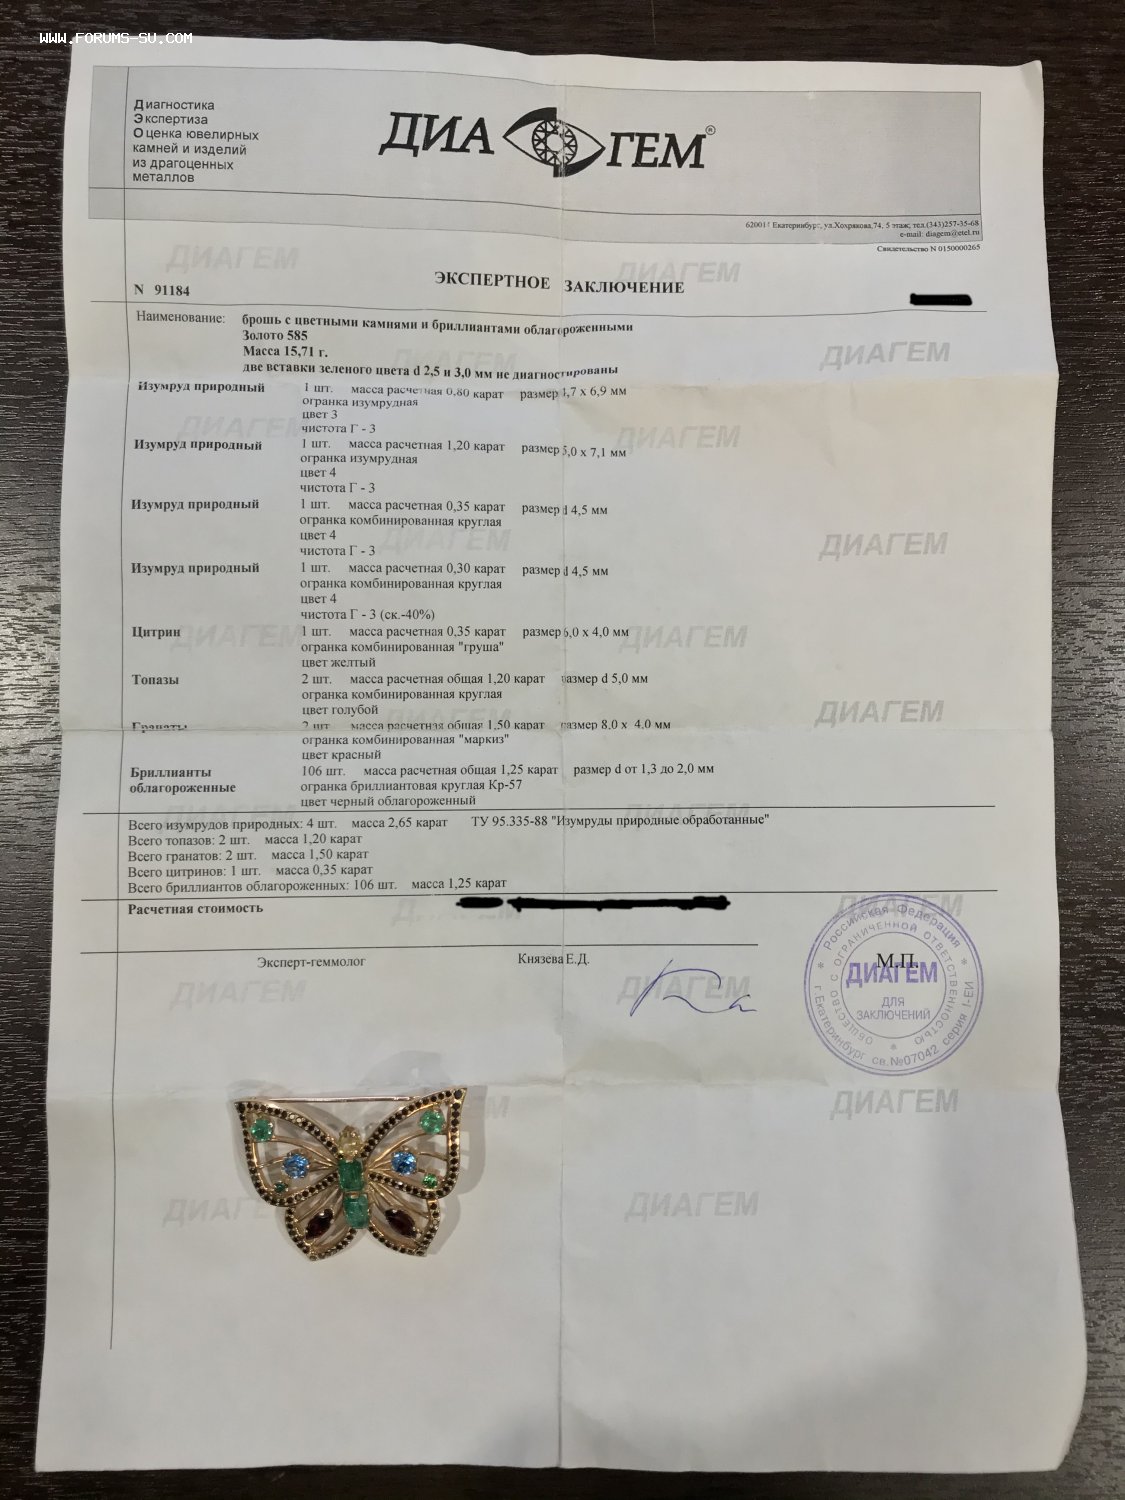 WWW.FORUMS-SU.COM
Диагностика
Экспертиза
Оценка ювелирных
камней и изделий
из драгоценных
металлов
ДИАГЕМ®
Екатеринбург, ул.Хохрякова,74, 5 этаж, тел.(343)257-35-68
e-mail: diagem@etel.ru
Свидетельство N 0150000265
ЭКСПЕРТНОЕ ЗАКЛЮЧЕНИЕ
N 91184
Наименование: брошь с цветными камнями и бриллиантами облагороженными
Золото 585
Масса 15,71 г.
две вставки зеленого цвета d 2,5 и 3,0 мм не диагностированы
Изумруд природный 1 шт. масса расчетная 0,80 карат размер 4,7 x 6,9 мм
огранка изумрудная
цвет 3
чистота Г - 3
Изумруд природный 1 шт. масса расчетная 1,20 карат размер 5,0 x 7,1 мм
огранка изумрудная
цвет 4
чистота Г - 3
Изумруд природный 1 шт. масса расчетная 0,35 карат размер d 4,5 мм
огранка комбинированная круглая
цвет 4
чистота Г - 3
Изумруд природный 1 шт. масса расчетная 0,30 карат размер d 4,5 мм
огранка комбинированная круглая
цвет 4
чистота Г - 3 (ск.-40%)
Цитрин 1 шт. масса расчетная 0,35 карат размер 6,0 x 4,0 мм
огранка комбинированная "груша"
цвет желтый
Топазы 2 шт. масса расчетная общая 1,20 карат размер d 5,0 мм
огранка комбинированная круглая
цвет голубой
Гранаты 2 шт. масса расчетная общая 1,50 карат размер 8,0 x 4.0 мм
огранка комбинированная "маркиз"
цвет красный
Бриллианты 106 шт. масса расчетная общая 1,25 карат размер d от 1,3 до 2,0 мм
облагороженные огранка бриллиантовая круглая Кр-57
цвет черный облагороженный
Всего изумрудов природных: 4 шт. масса 2,65 карат ТУ 95.335-88 "Изумруды природные обработанные"
Всего топазов: 2 шт. масса 1,20 карат
Всего гранатов: 2 шт. масса 1,50 карат
Всего цитринов: 1 шт. масса 0,35 карат
Всего бриллиантов облагороженных: 106 шт. масса 1,25 карат
Расчетная стоимость
Эксперт-геммолог Князева Е.Д. М.П.
* Российская Федерация *
г.Екатеринбург св.№07042 серия I-ЕИ
ОБЩЕСТВО С ОГРАНИЧЕННОЙ ОТВЕТСТВЕННОСТЬЮ *
ДИАГЕМ
ДЛЯ
ЗАКЛЮЧЕНИЙ